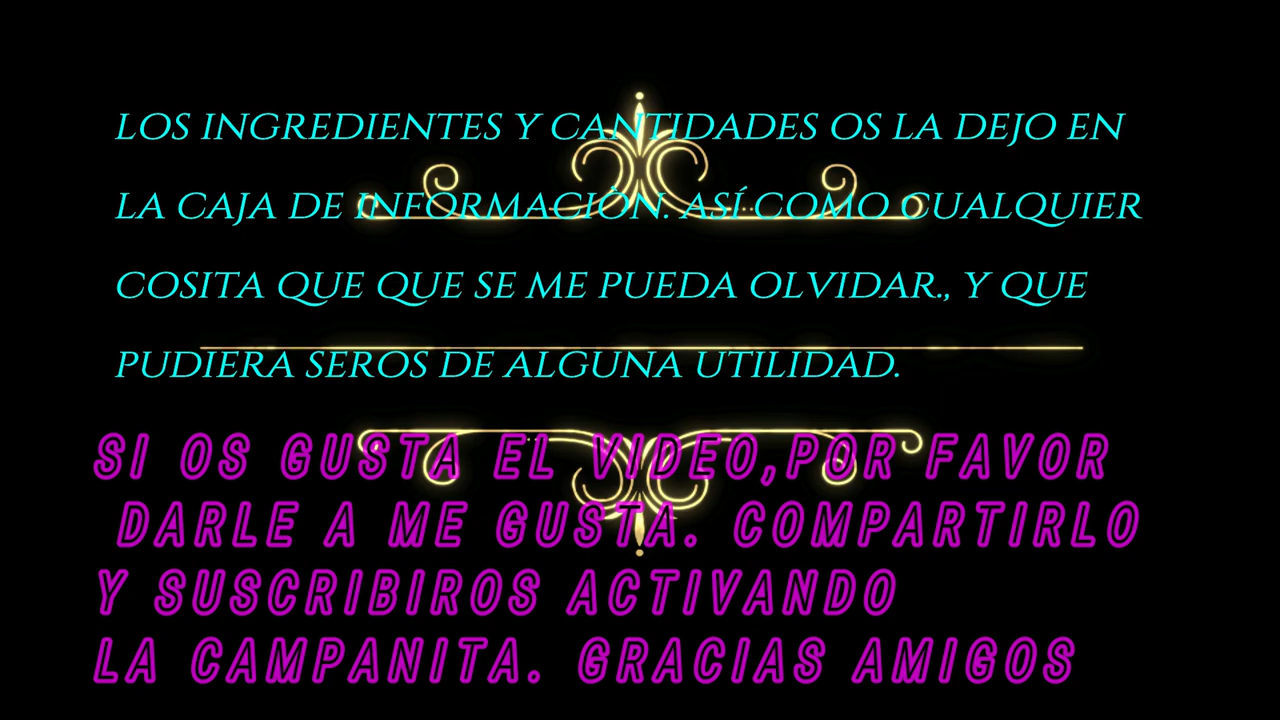 LOS INGREDIENTES Y CANTIDADES OS LA DEJO EN
LA CAJA DE INFORMACIÓN. ASÍ COMO CUALQUIER
COSITA QUE QUE SE ME PUEDA OLVIDAR., Y QUE
PUDIERA SEROS DE ALGUNA UTILIDAD.
SI OS GUSTA EL VIDEO,POR FAVOR
DARLE A ME GUSTA. COMPARTIRLO
Y SUSCRIBIROS ACTIVANDO
LA CAMPANITA. GRACIAS AMIGOS